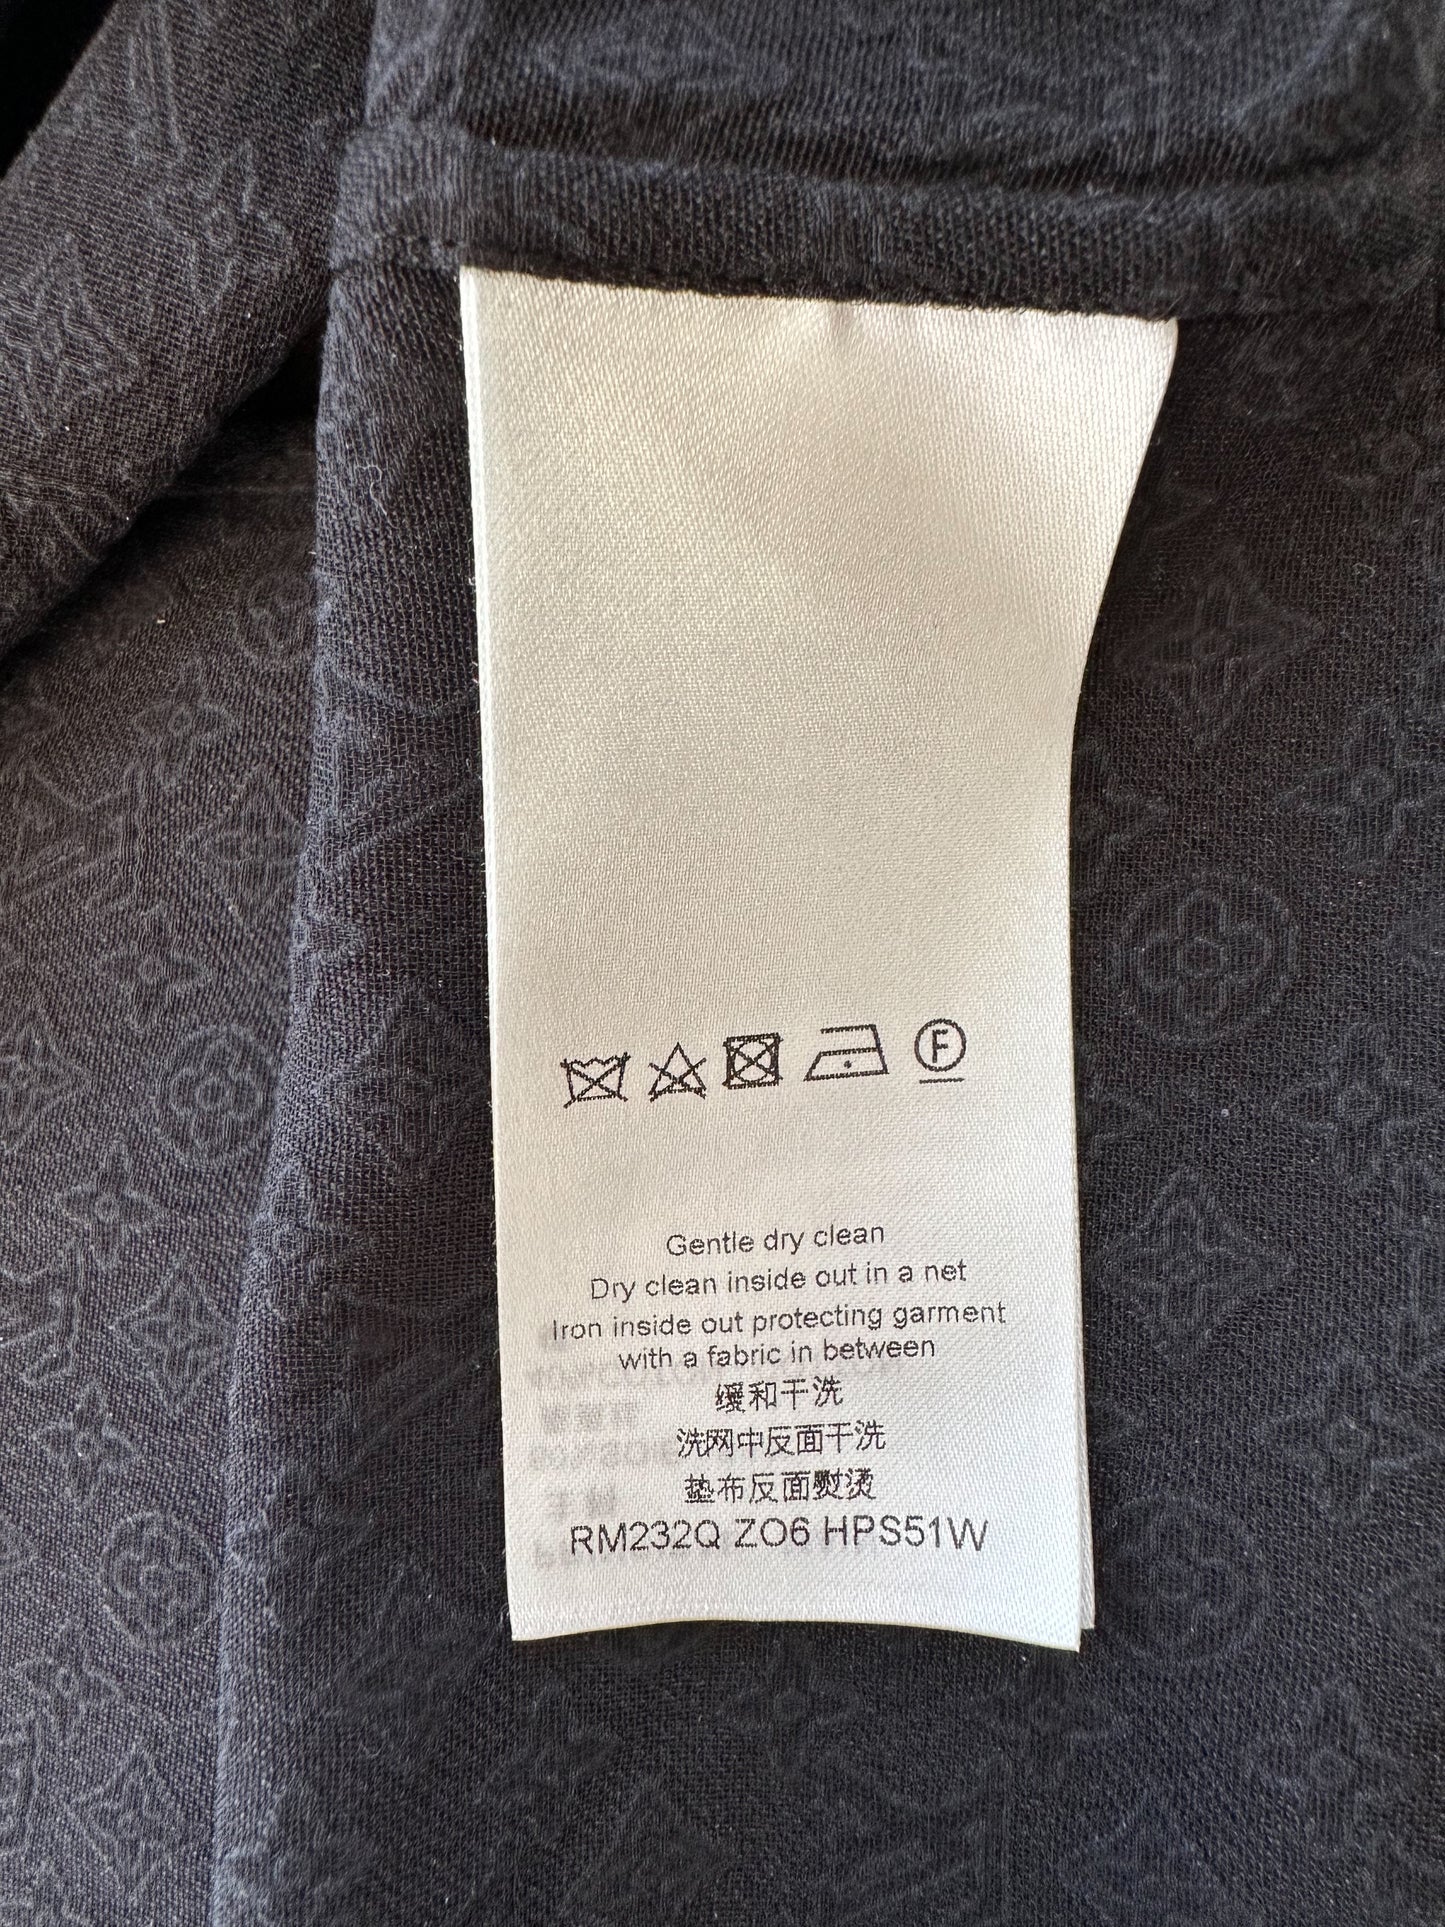 F
Gentle dry clean
Dry clean inside out in a net
Iron inside out protecting garment
with a fabric in between
缓和干洗
洗网中反面干洗
垫布反面熨烫
RM232Q ZO6 HPS51W